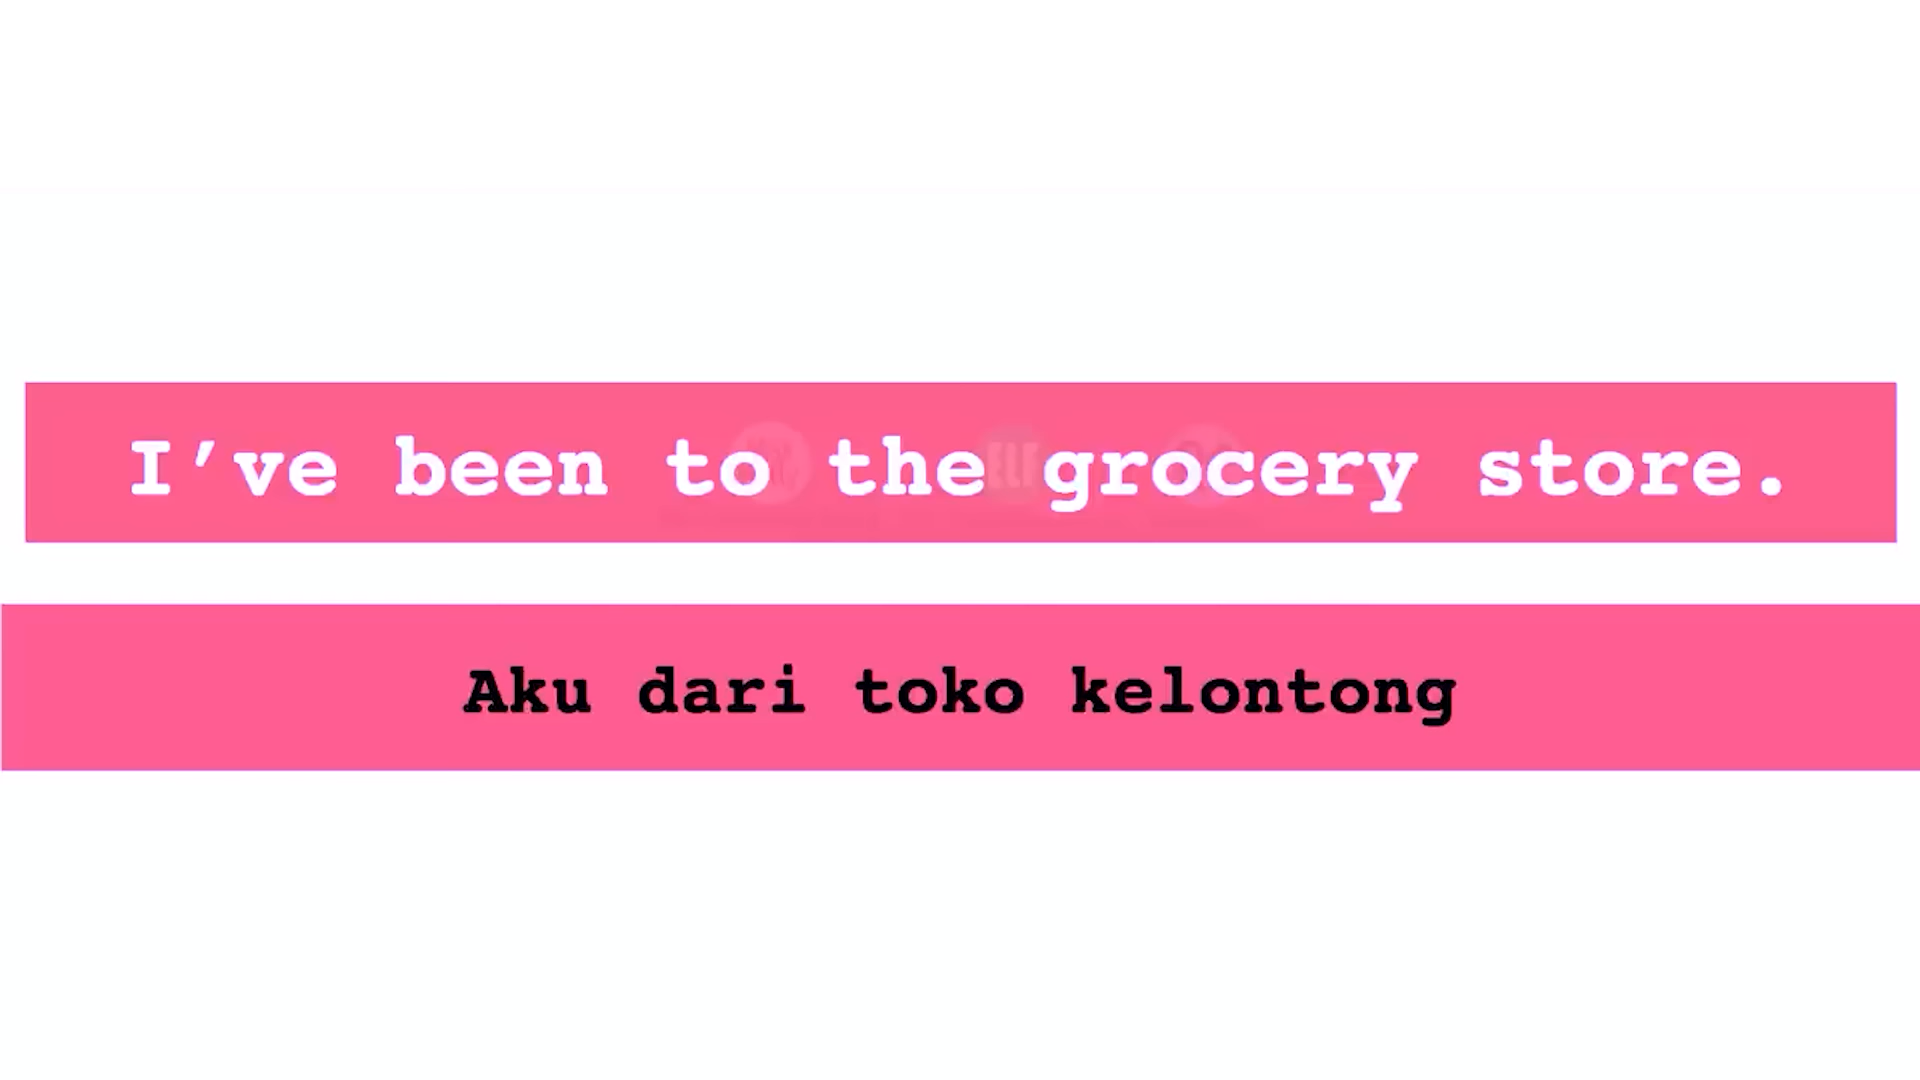 I’ve been to the grocery store.
Aku dari toko kelontong